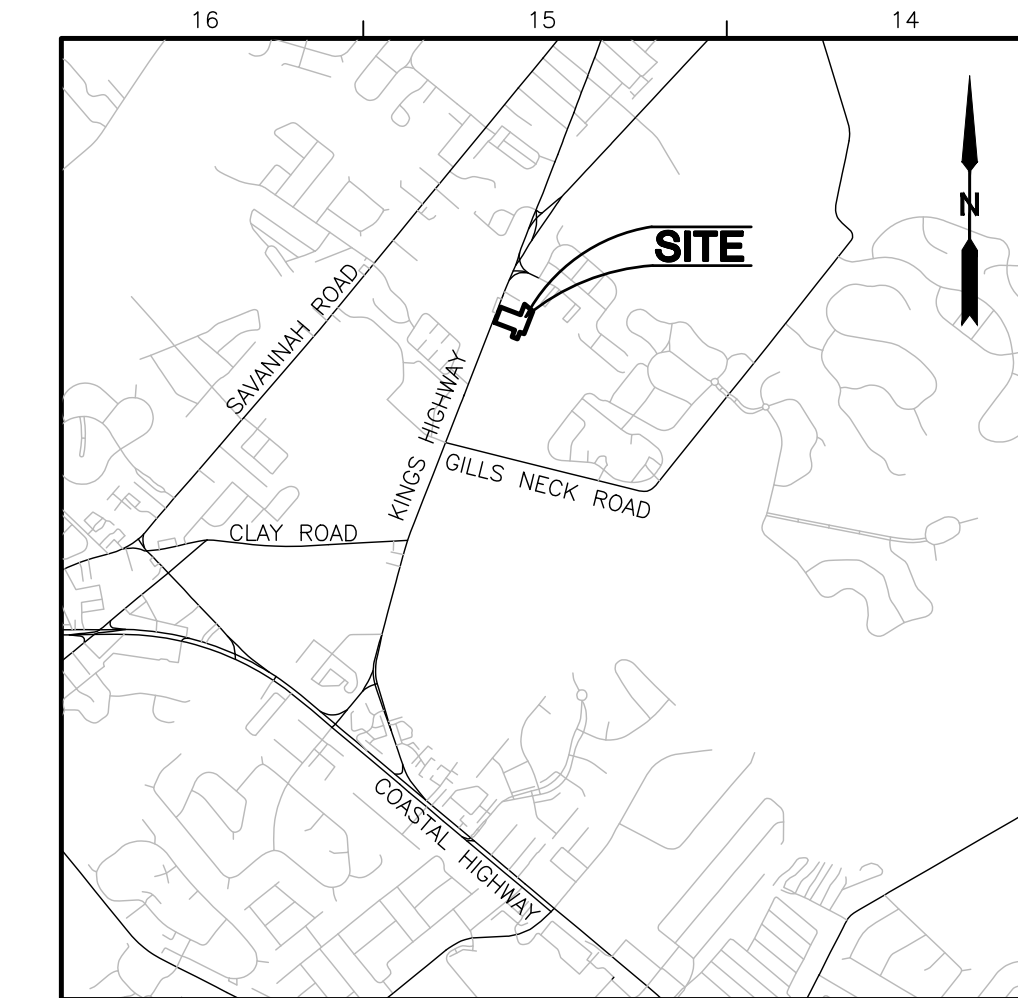 16
15
14
N
SITE
SAVANNAH ROAD
KINGS HIGHWAY
GILLS NECK ROAD
CLAY ROAD
COASTAL HIGHWAY